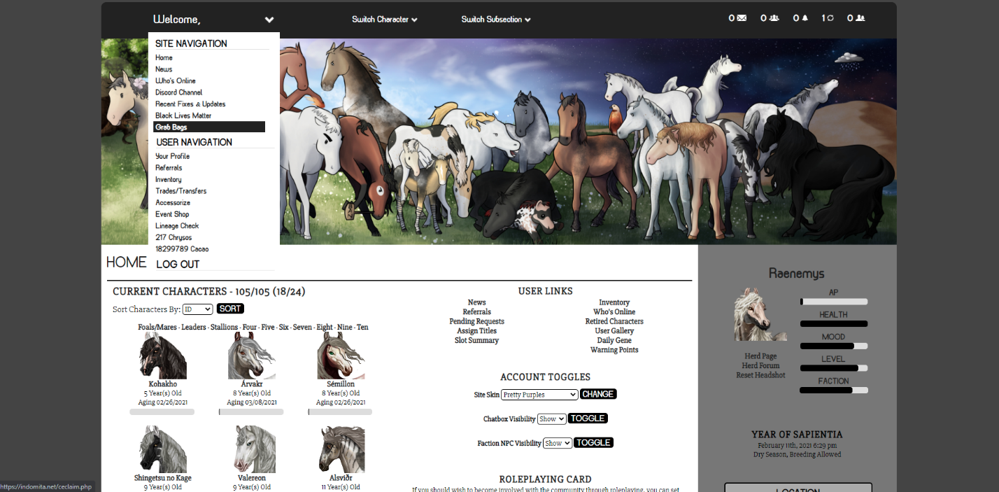 Welcome,
Switch Character
Switch Subsection
0
0
0
1
0
SITE NAVIGATION
Home
News
Who's Online
Discord Channel
Recent Fixes & Updates
Black Lives Matter
Grab Bags
USER NAVIGATION
Your Profile
Referrals
Inventory
Trades/Transfers
Accessorize
Event Shop
Lineage Check
217 Chrysos
18299789 Cacao
LOG OUT
HOME
CURRENT CHARACTERS - 105/105 (18/24)
Sort Characters By: ID SORT
Foals/Mares - Leaders - Stallions - Four - Five - Six - Seven - Eight - Nine - Ten
Kohakho
5 Year(s) Old
Aging 02/26/2021
Árvakr
8 Year(s) Old
Aging 03/08/2021
Sémillon
8 Year(s) Old
Aging 02/26/2021
Shingetsu no Kage
9 Year(s) Old
Valereon
9 Year(s) Old
Alsviðr
11 Year(s) Old
USER LINKS
News
Referrals
Pending Requests
Assign Titles
Slot Summary
Inventory
Who's Online
Retired Characters
User Gallery
Daily Gene
Warning Points
ACCOUNT TOGGLES
Site Skin Pretty Purples CHANGE
Chatbox Visibility Show TOGGLE
Faction NPC Visibility Show TOGGLE
ROLEPLAYING CARD
If you should wish to become involved with the community through roleplaying, you can set
Raenemys
Herd Page
Herd Forum
Reset Headshot
AP
HEALTH
MOOD
LEVEL
FACTION
YEAR OF SAPIENTIA
February 11th, 2021 6:29 pm
Dry Season, Breeding Allowed
LOCATION
https://indomita.net/ceclaim.php